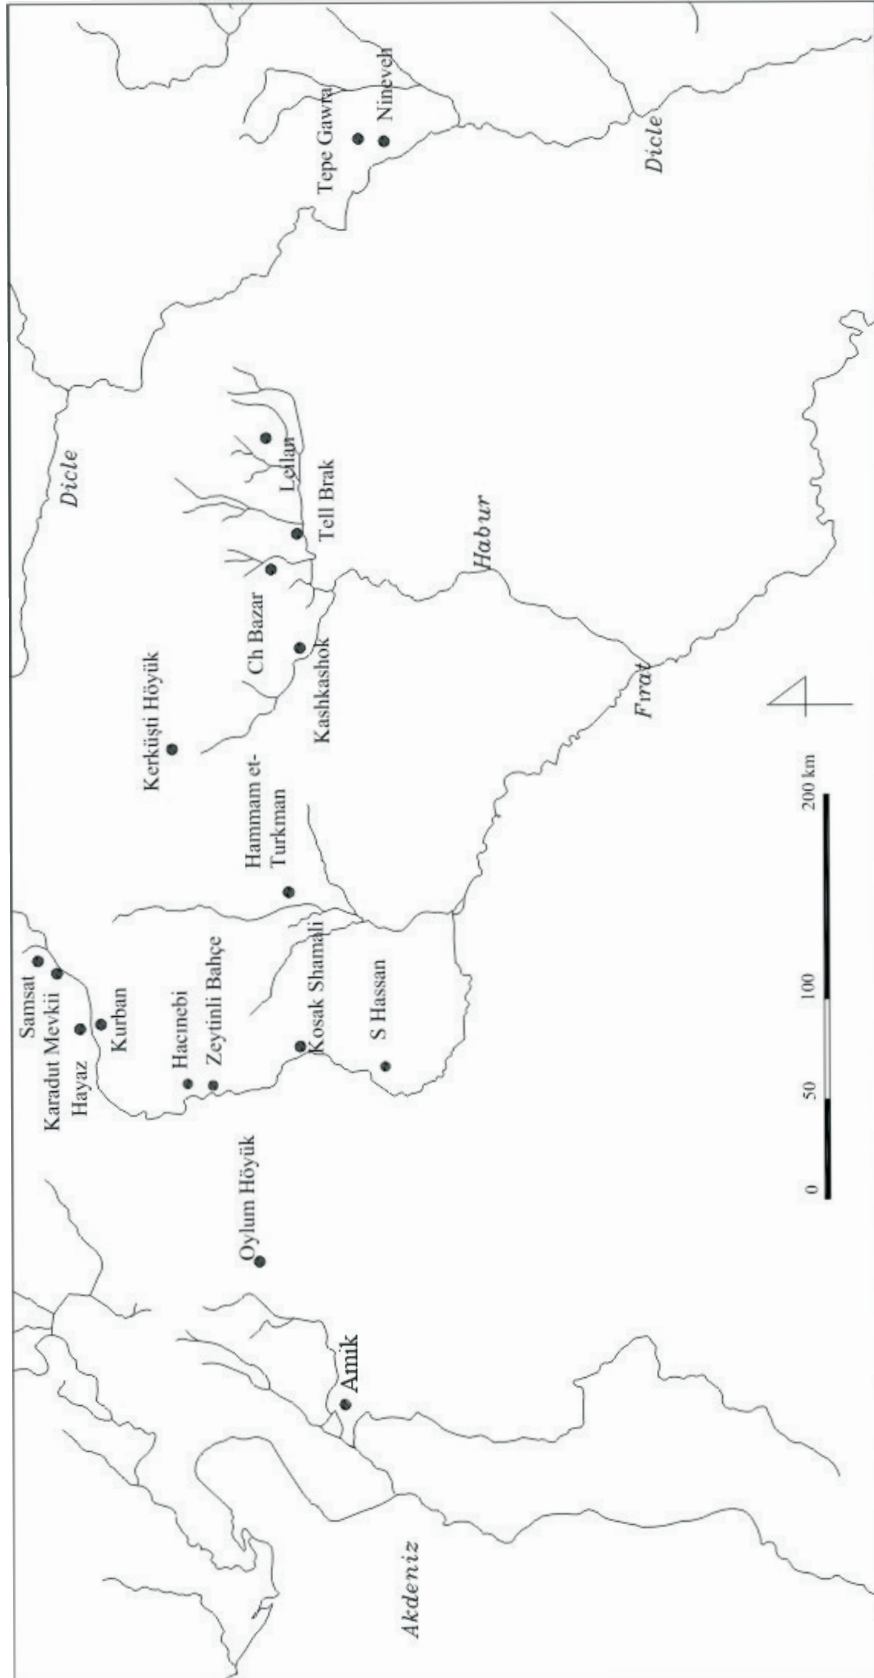 Samsat
Karadut Mevkii
Hayaz
Kurban
Hacınebi
Zeytinli Bahçe
Kosak Shamali
S Hassan
Oylum Höyük
Amik
Akdeniz
Hammam et-
Turkman
Kerküşti Höyük
Kashkashok
Ch Bazar
Tell Brak
Leilan
Dicle
Habur
Fırat
Tepe Gawra
Nineveh
Dicle
0
50
100
200 km